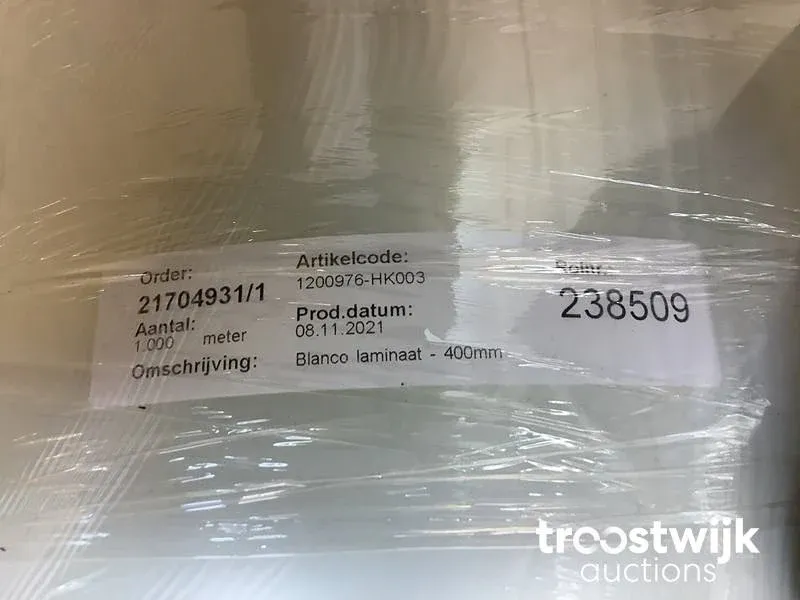 Order:
21704931/1
Artikelcode:
1200976-HK003
Rolnr.
238509
Aantal:
1.000 meter
Prod.datum:
08.11.2021
Omschrijving:
Blanco laminaat - 400mm
troostwijk
auctions